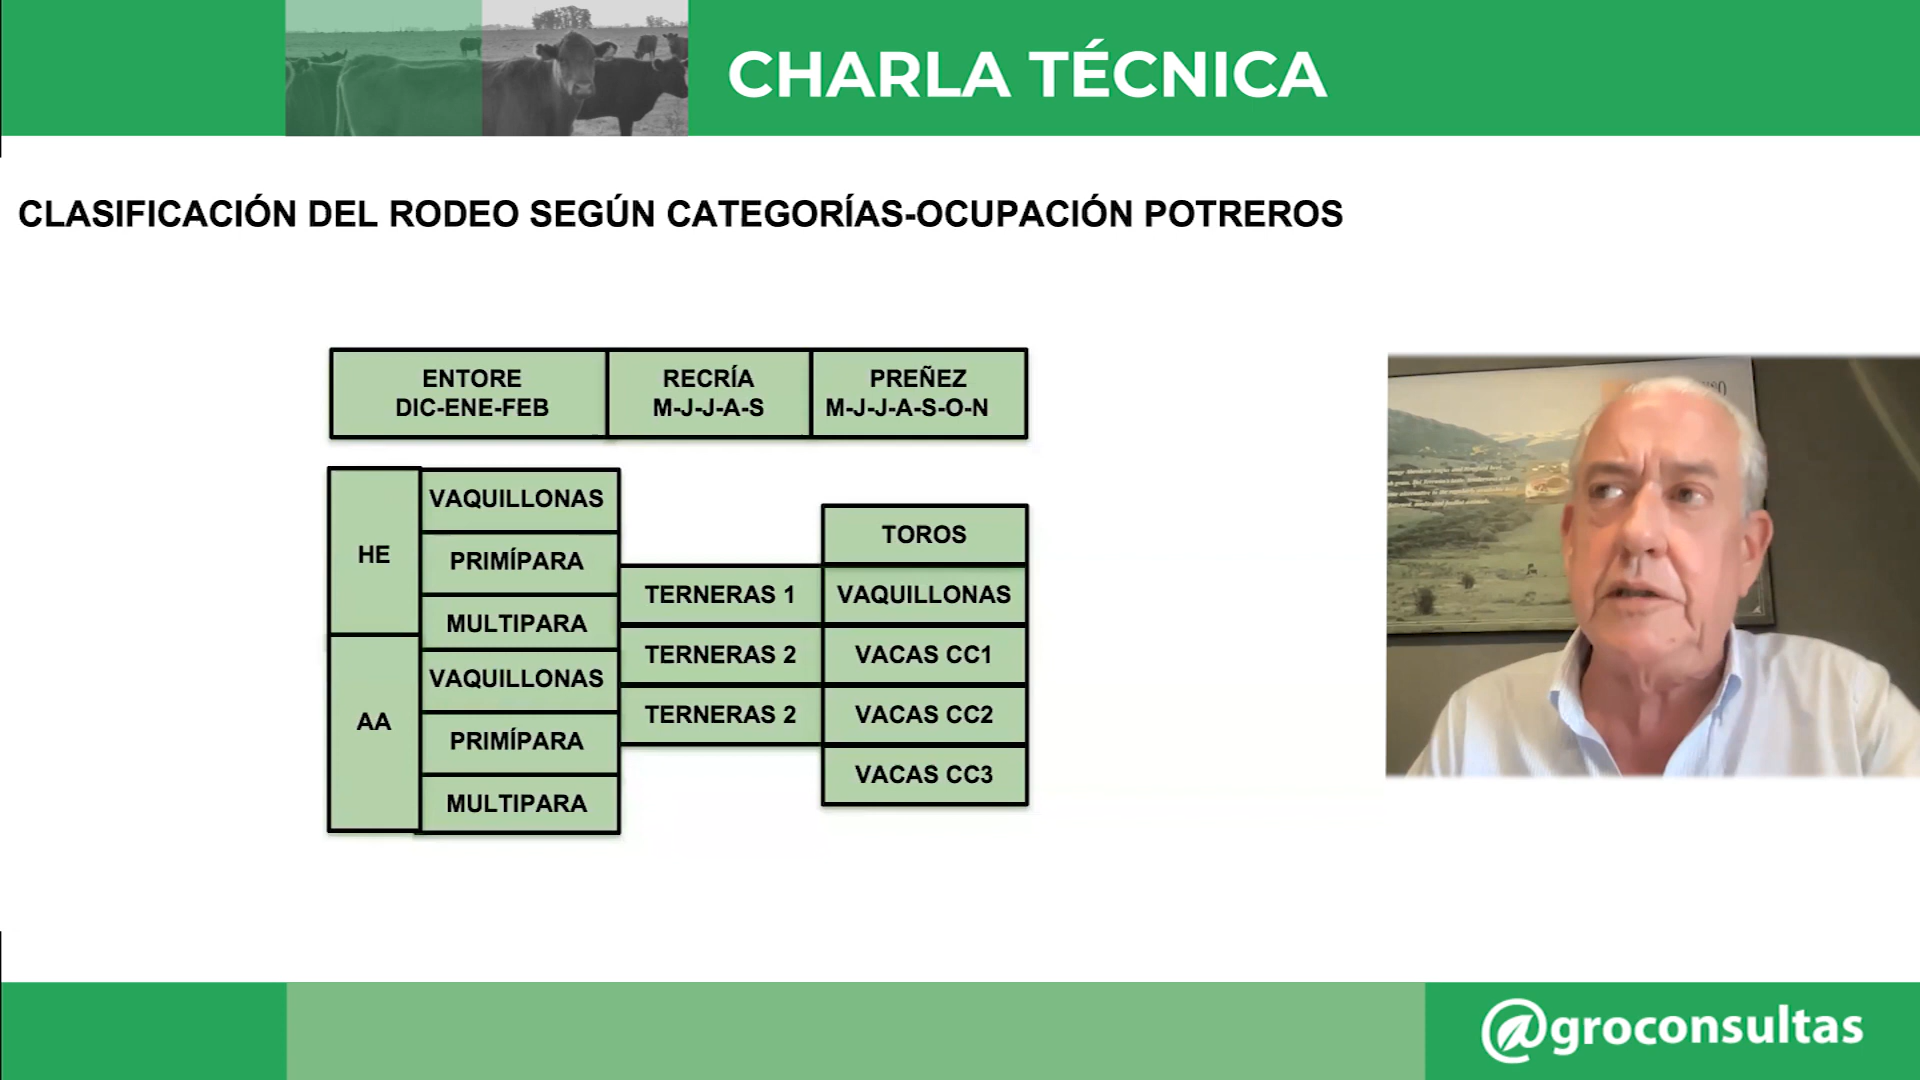 CHARLA TÉCNICA
CLASIFICACIÓN DEL RODEO SEGÚN CATEGORÍAS-OCUPACIÓN POTREROS
ENTORE
DIC-ENE-FEB
RECRÍA
M-J-J-A-S
PREÑEZ
M-J-J-A-S-O-N
HE
VAQUILLONAS
PRIMÍPARA
MULTIPARA
AA
VAQUILLONAS
PRIMÍPARA
MULTIPARA
TERNERAS 1
TERNERAS 2
TERNERAS 2
TOROS
VAQUILLONAS
VACAS CC1
VACAS CC2
VACAS CC3
@groconsultas